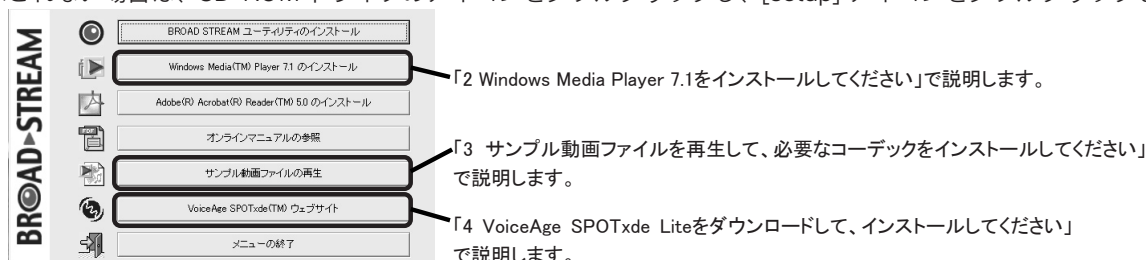 BROAD STREAM
BROAD STREAM ユーティリティのインストール
Windows Media(TM) Player 7.1 のインストール
「2 Windows Media Player 7.1をインストールしてください」で説明します。
Adobe(R) Acrobat(R) Reader(TM) 5.0 のインストール
オンラインマニュアルの参照
「3 サンプル動画ファイルを再生して、必要なコーデックをインストールしてください」
で説明します。
サンプル動画ファイルの再生
VoiceAge SPOTxde(TM) ウェブサイト
「4 VoiceAge SPOTxde Liteをダウンロードして、インストールしてください」
で説明します。
メニューの終了